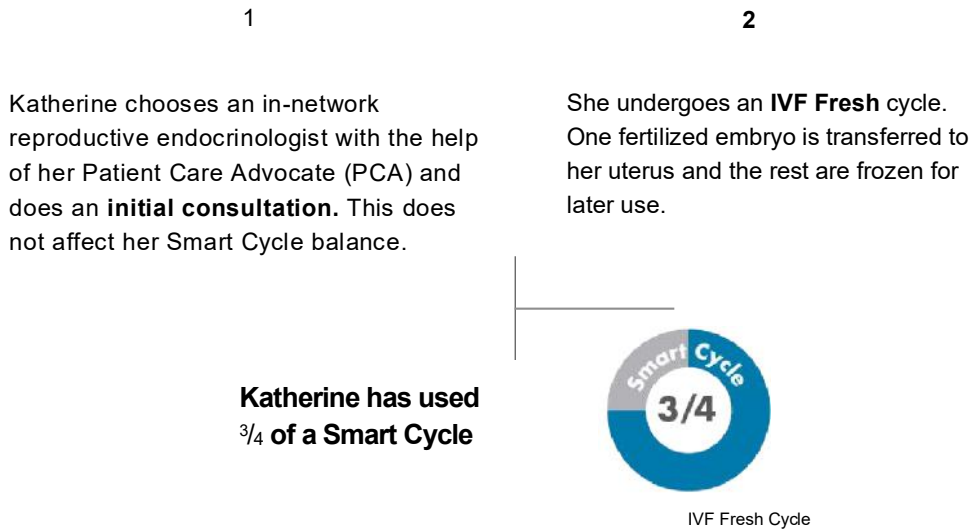 1
Katherine chooses an in-network
reproductive endocrinologist with the help
of her Patient Care Advocate (PCA) and
does an initial consultation. This does
not affect her Smart Cycle balance.
2
She undergoes an IVF Fresh cycle.
One fertilized embryo is transferred to
her uterus and the rest are frozen for
later use.
Katherine has used
3/4 of a Smart Cycle
Smart Cycle
3/4
IVF Fresh Cycle